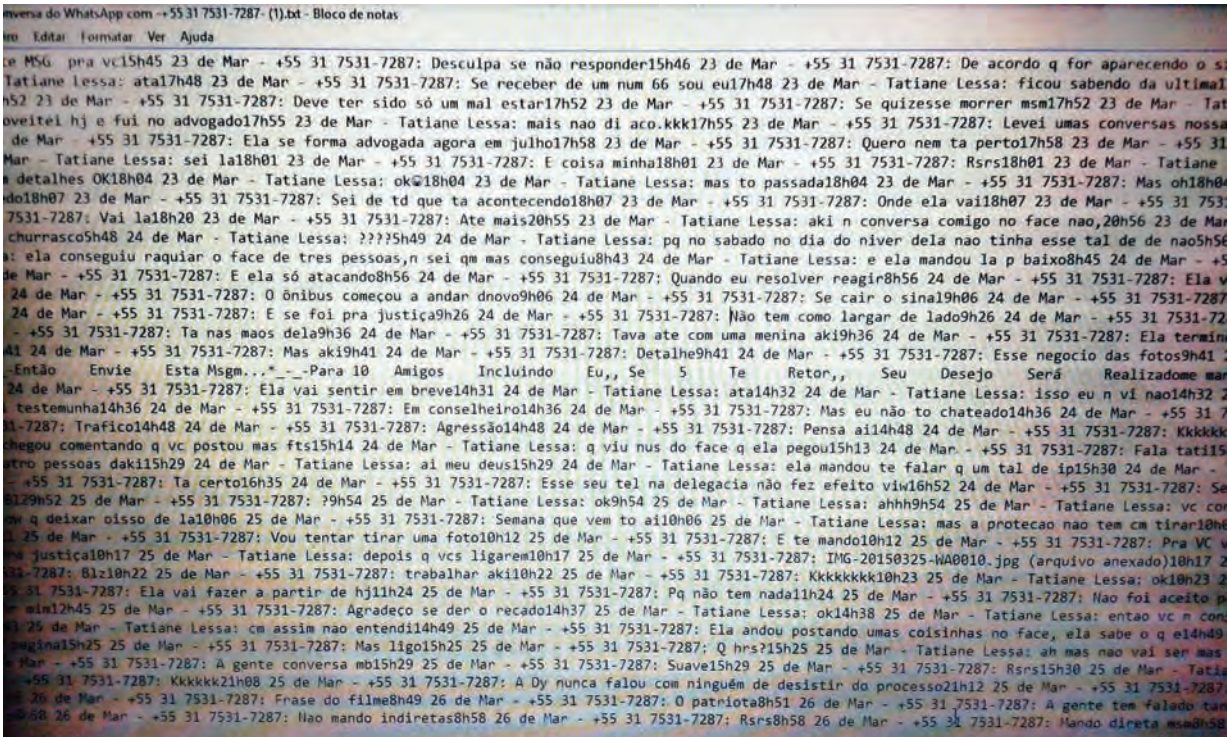 nversa do WhatsApp com -+55 31 7531-7287- (1).txt - Bloco de notas
Editar Formatar Ver Ajuda
e MSG pra vc15h45 23 de Mar - +55 31 7531-7287: Desculpa se não responder15h46 23 de Mar - +55 31 7531-7287: De acordo q for aparecendo o s
Tatiane Lessa: ata17h48 23 de Mar - +55 31 7531-7287: Se receber de um num 66 sou eu17h48 23 de Mar - Tatiane Lessa: ficou sabendo da ultima1
h52 23 de Mar - +55 31 7531-7287: Deve ter sido só um mal estar17h52 23 de Mar - +55 31 7531-7287: Se quizesse morrer msm17h52 23 de Mar - Tat
oveitei hj e fui no advogado17h55 23 de Mar - Tatiane Lessa: mais nao di aco.kkk17h55 23 de Mar - +55 31 7531-7287: Levei umas conversas nossa
de Mar - +55 31 7531-7287: Ela se forma advogada agora em julho17h58 23 de Mar - +55 31 7531-7287: Quero nem ta perto17h58 23 de Mar - +55 31
Mar - Tatiane Lessa: sei la18h01 23 de Mar - +55 31 7531-7287: E coisa minha18h01 23 de Mar - +55 31 7531-7287: Rsrs18h01 23 de Mar - Tatiane
detalhes OK18h04 23 de Mar - Tatiane Lessa: ok18h04 23 de Mar - Tatiane Lessa: mas to passada18h04 23 de Mar - +55 31 7531-7287: Mas oh18h04
do18h07 23 de Mar - +55 31 7531-7287: Sei de td que ta acontecendo18h07 23 de Mar - +55 31 7531-7287: Onde ela vai18h07 23 de Mar - +55 31 753
7531-7287: Vai la18h20 23 de Mar - +55 31 7531-7287: Ate mais20h55 23 de Mar - Tatiane Lessa: aki n conversa comigo no face nao,20h56 23 de Mar
churrasco5h48 24 de Mar - Tatiane Lessa: ????5h49 24 de Mar - Tatiane Lessa: pq no sabado no dia do niver dela nao tinha esse tal de de nao5h50
a: ela conseguiu raquiar o face de tres pessoas,n sei qm mas conseguiu8h43 24 de Mar - Tatiane Lessa: e ela mandou la p baixo8h45 24 de Mar - +5
de Mar - +55 31 7531-7287: E ela só atacando8h56 24 de Mar - +55 31 7531-7287: Quando eu resolver reagir8h56 24 de Mar - +55 31 7531-7287: Ela v
24 de Mar - +55 31 7531-7287: O ônibus começou a andar dnovo9h06 24 de Mar - +55 31 7531-7287: Se cair o sinal9h06 24 de Mar - +55 31 7531-7287
24 de Mar - +55 31 7531-7287: E se foi pra justiça9h26 24 de Mar - +55 31 7531-7287: Não tem como largar de lado9h26 24 de Mar - +55 31 7531-72
- +55 31 7531-7287: Ta nas maos dela9h36 24 de Mar - +55 31 7531-7287: Tava ate com uma menina aki9h36 24 de Mar - +55 31 7531-7287: Ela termin
41 24 de Mar - +55 31 7531-7287: Mas aki9h41 24 de Mar - +55 31 7531-7287: Detalhe9h41 24 de Mar - +55 31 7531-7287: Esse negocio das fotos9h41
_Então Envie Esta Msgm...*_-_-Para 10 Amigos Incluindo Eu,, Se 5 Te Retor,, Seu Desejo Será Realizadome mar
24 de Mar - +55 31 7531-7287: Ela vai sentir em breve14h31 24 de Mar - Tatiane Lessa: ata14h32 24 de Mar - Tatiane Lessa: isso eu n vi nao14h32
testemunha14h36 24 de Mar - +55 31 7531-7287: Em conselheiro14h36 24 de Mar - +55 31 7531-7287: Mas eu não to chateado14h36 24 de Mar - +55 31
31-7287: Trafico14h48 24 de Mar - +55 31 7531-7287: Agressão14h48 24 de Mar - +55 31 7531-7287: Pensa ai14h48 24 de Mar - +55 31 7531-7287: Kkkkkk
chegou comentando q vc postou mas fts15h14 24 de Mar - Tatiane Lessa: q viu nus do face q ela pegou15h13 24 de Mar - +55 31 7531-7287: Fala tati15
atro pessoas daki15h29 24 de Mar - Tatiane Lessa: ai meu deus15h29 24 de Mar - Tatiane Lessa: ela mandou te falar q um tal de ip15h30 24 de Mar -
+55 31 7531-7287: Ta certo16h35 24 de Mar - +55 31 7531-7287: Esse seu tel na delegacia não fez efeito viw16h52 24 de Mar - +55 31 7531-7287: Se
9h52 25 de Mar - +55 31 7531-7287: ?9h54 25 de Mar - Tatiane Lessa: ok9h54 25 de Mar - Tatiane Lessa: ahhh9h54 25 de Mar - Tatiane Lessa: vc con
q deixar oisso de la10h06 25 de Mar - +55 31 7531-7287: Semana que vem to ai10h06 25 de Mar - Tatiane Lessa: mas a protecao nao tem cm tirar10h
25 de Mar - +55 31 7531-7287: Vou tentar tirar uma foto10h12 25 de Mar - +55 31 7531-7287: E te mando10h12 25 de Mar - +55 31 7531-7287: Pra VC v
justiça10h17 25 de Mar - Tatiane Lessa: depois q vcs ligarem10h17 25 de Mar - +55 31 7531-7287: IMG-20150325-WA0010.jpg (arquivo anexado)10h17 2
531-7287: Blz10h22 25 de Mar - +55 31 7531-7287: trabalhar aki10h22 25 de Mar - +55 31 7531-7287: Kkkkkkkk10h23 25 de Mar - Tatiane Lessa: ok10h23 2
7531-7287: Ela vai fazer a partir de hj11h24 25 de Mar - +55 31 7531-7287: Pq não tem nada11h24 25 de Mar - +55 31 7531-7287: Nao foi aceito p
mim12h45 25 de Mar - +55 31 7531-7287: Agradeço se der o recado14h37 25 de Mar - Tatiane Lessa: ok14h38 25 de Mar - Tatiane Lessa: entao vc n con
25 de Mar - Tatiane Lessa: cm assim nao entendi14h49 25 de Mar - +55 31 7531-7287: Ela andou postando umas coisinhas no face, ela sabe o q e14h49
pagina15h25 25 de Mar - +55 31 7531-7287: Mas ligo15h25 25 de Mar - +55 31 7531-7287: Q hrs?15h25 25 de Mar - Tatiane Lessa: ah mas nao vai ser mas
Mar - +55 31 7531-7287: A gente conversa mb15h29 25 de Mar - +55 31 7531-7287: Suave15h29 25 de Mar - +55 31 7531-7287: Rsrs15h30 25 de Mar - Tati
+55 31 7531-7287: Kkkkkk21h08 25 de Mar - +55 31 7531-7287: A Dy nunca falou com ninguém de desistir do processo21h12 25 de Mar - +55 31 7531-7287
26 de Mar - +55 31 7531-7287: Frase do filme8h49 26 de Mar - +55 31 7531-7287: O patriota8h51 26 de Mar - +55 31 7531-7287: A gente tem falado tan
26 de Mar - +55 31 7531-7287: Nao mando indiretas8h58 26 de Mar - +55 31 7531-7287: Rsrs8h58 26 de Mar - +55 31 7531-7287: Mando direta msm8h58